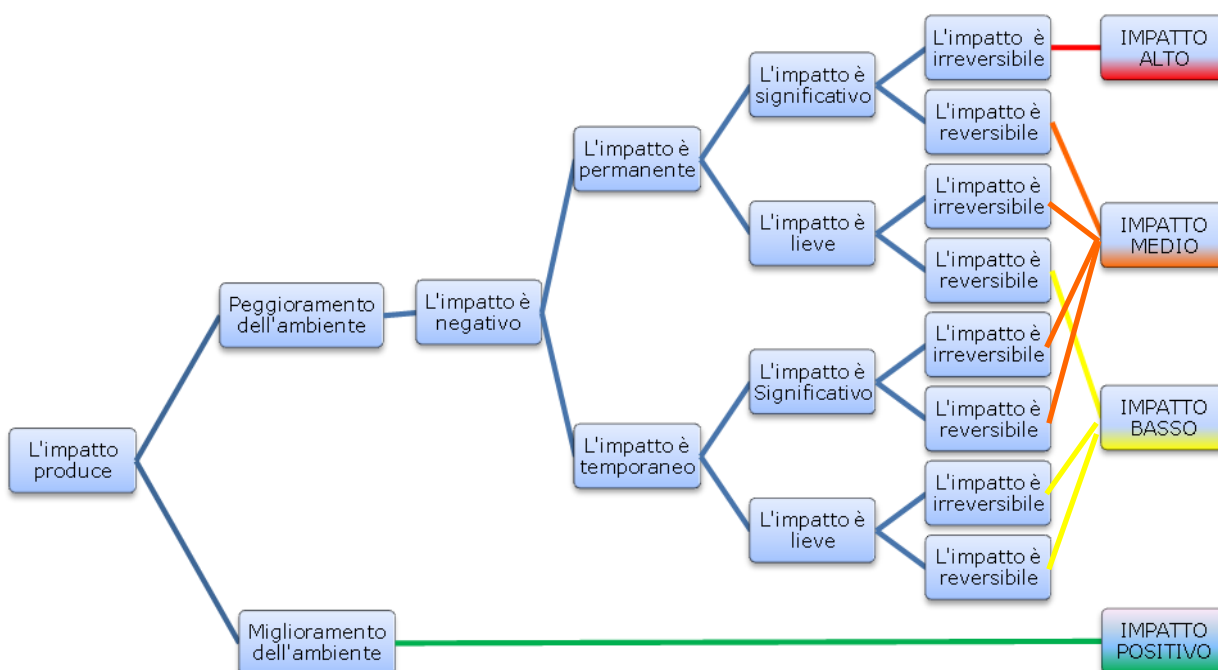 L'impatto
produce
Peggioramento
dell'ambiente
Miglioramento
dell'ambiente
L'impatto è
negativo
L'impatto è
permanente
L'impatto è
temporaneo
L'impatto è
significativo
L'impatto è
lieve
L'impatto è
Significativo
L'impatto è
lieve
L'impatto è
irreversibile
L'impatto è
reversibile
L'impatto è
irreversibile
L'impatto è
reversibile
L'impatto è
irreversibile
L'impatto è
reversibile
L'impatto è
irreversibile
L'impatto è
reversibile
IMPATTO
ALTO
IMPATTO
MEDIO
IMPATTO
BASSO
IMPATTO
POSITIVO